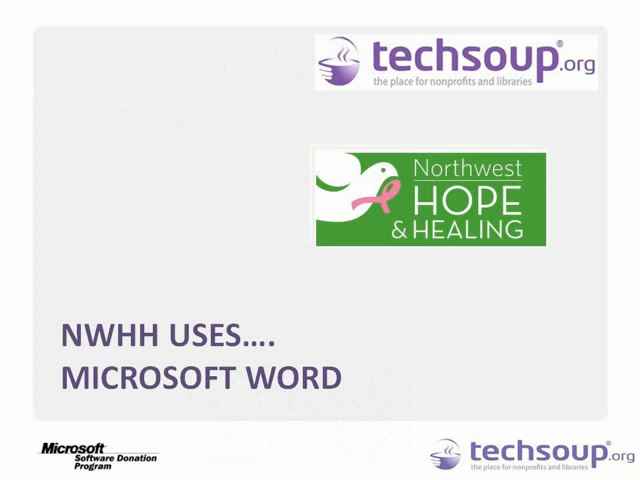 techsoup®.org
the place for nonprofits and libraries
Northwest
HOPE
& HEALING
NWHH USES….
MICROSOFT WORD
Microsoft
Software Donation
Program
techsoup®.org
the place for nonprofits and libraries